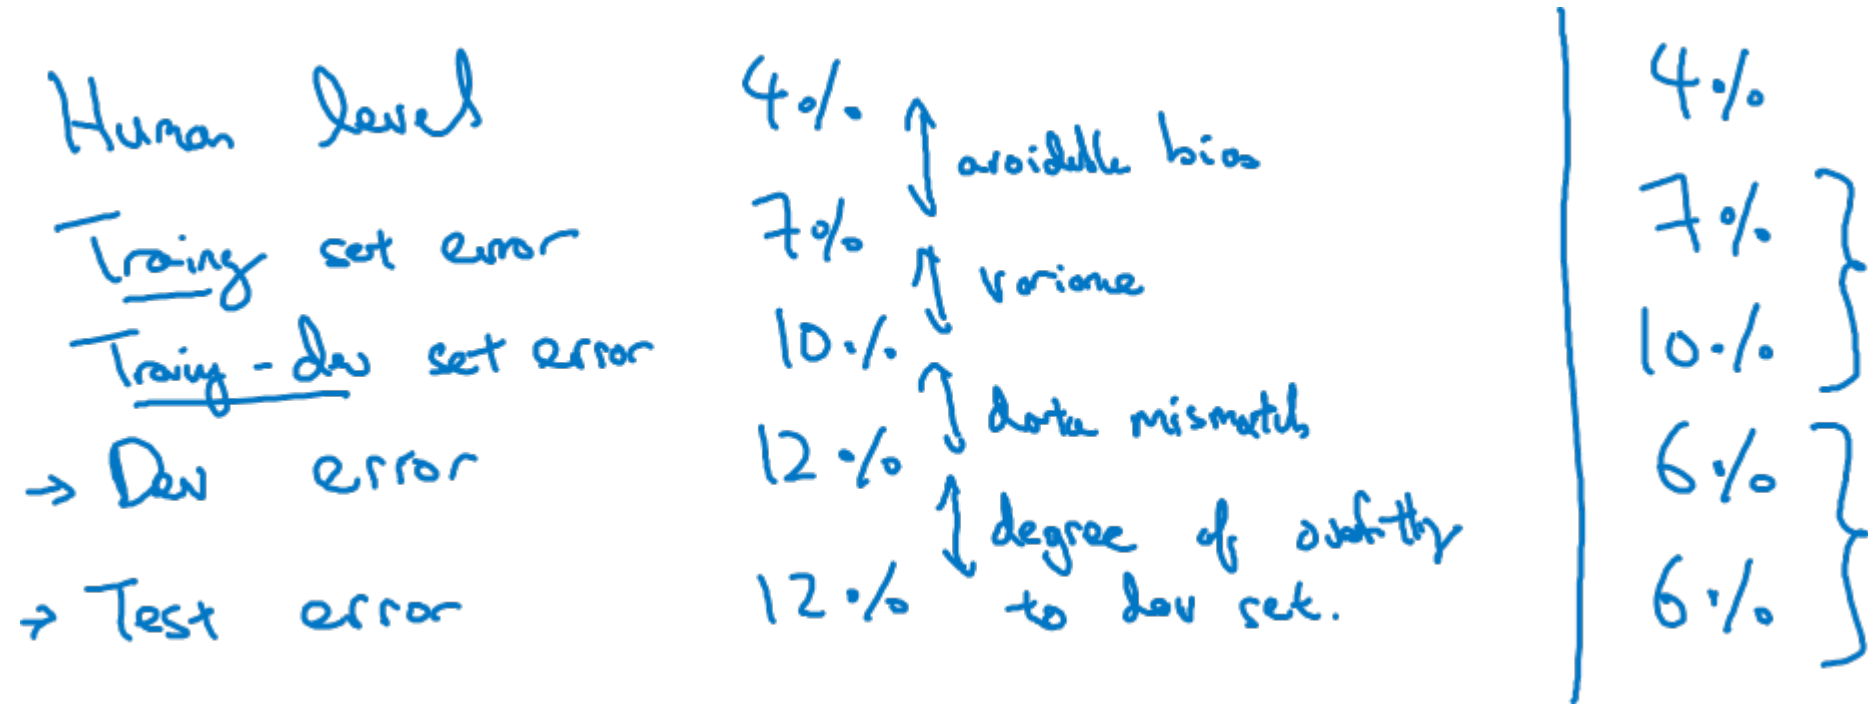 Human level 4% 4%
avoidable bias
Training set error 7% 7%
variance
Training-dev set error 10% 10%
data mismatch
→ Dev error 12% 6%
degree of overfitting
→ Test error 12% to dev set. 6%